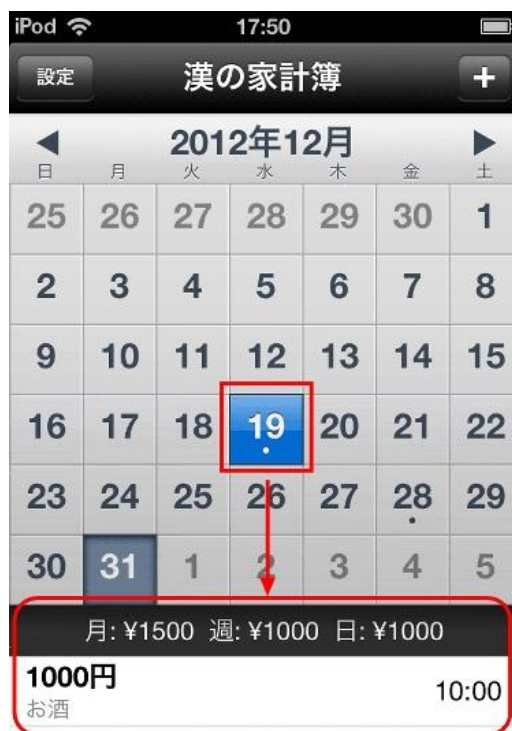 iPod 17:50
設定 漢の家計簿 +
2012年12月
日 月 火 水 木 金 土
25 26 27 28 29 30 1
2 3 4 5 6 7 8
9 10 11 12 13 14 15
16 17 18 19 20 21 22
23 24 25 26 27 28 29
30 31 1 2 3 4 5
月: ¥1500 週: ¥1000 日: ¥1000
1000円
お酒 10:00